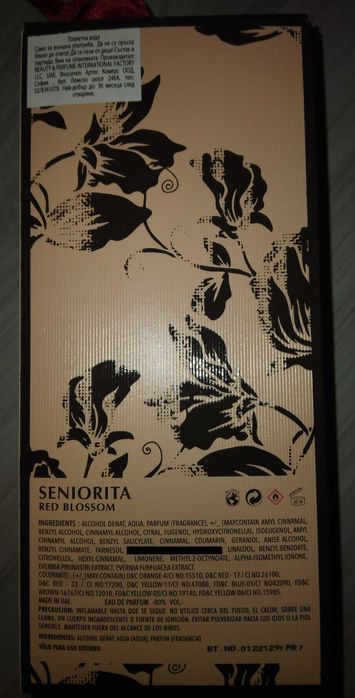 Тоалетна вода
Само за външна употреба. Да не се пръска
близо до очите! Да се пази от деца! Състав и
партида: Виж на опаковката. Производител:
BEAUTY & PERFUME INTERNATIONAL FACTORY
LLC, UAE. Вносител: Артес Комерс ООД,
София, бул. Ломско шосе 246А, тел.:
02/8341078. Най-добър до: 36 месеца след
отваряне.
SENIORITA
RED BLOSSOM
INGREDIENTS : ALCOHOL DENAT, AQUA, PARFUM (FRAGRANCE) +/_ (MAYCONTAIN AMYL CINNAMAL,
BENZYL ALCOHOL, CINNAMYL ALCOHOL, CITRAL, EUGENOL, HYDROXYCITRONELLAL, ISOEUGENOL, AMYL
CINNAMYL ALCOHOL, BENZYL SALICYLATE, CINNAMAL, COUMARIN, GERANIOL, ANISE ALCOHOL,
BENZYL CINNAMATE, FARNESOL, LINALOOL, BENZYL BENZOATE,
CITRONELLOL, HEXYL CINNAMAL, LIMONENE, METHYL 2-OCTYNOATE, ALPHA-ISOMETHYL IONONE,
EVERNIA PRUNASTRI EXTRACT, EVERNIA FURFURACEA EXTRACT)
COLORANTS: (+/_ (MAY CONTAIN) D&C ORANGE 4/CI NO.15510, D&C RED - 17 / CI NO 26100,
D&C RED - 33 / CI NO.17200, D&C YELLOW-11/CI NO.47000, FD&C BLUE-01/CI NO42090, FD&C
BROWN-16767/CI NO.12010, FD&C YELLOW-05/CI NO. 19140, FD&C YELLOW-06/CI NO. 15985.
MADE IN UAE. EAU DE PARFUM -80% VOL.
PRECAUCIÓN: INFLAMABLE HASTA QUE SE SEQUE. NO UTILICE CERCA DEL FUEGO, EL CALOR, SOBRE UNA
LLAMA, UN CUERPO INCANDESCENTE O FUENTE DE IGNICIÓN. EVITAR PULVERIZAR HACIA LOS OJOS O LA PIEL
SENSIBLE. MANTENER FUERA DEL ALCANCE DE LOS NIÑOS.
INGREDIENTES: ALCOHOL DENAT, AQUA (AGUA), PARFUM (FRAGANCIA)
SÓLO PARA USO EXTERNO BT.NO.0122129(PR)